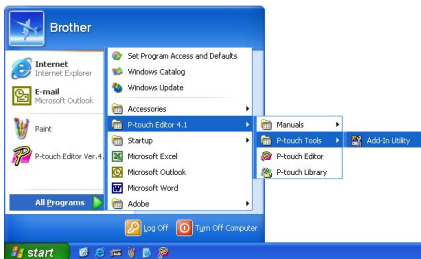 Brother
Internet
Internet Explorer
E-mail
Microsoft Outlook
Paint
P-touch Editor Ver.4.
All Programs
Set Program Access and Defaults
Windows Catalog
Windows Update
Accessories
P-touch Editor 4.1
Startup
Microsoft Excel
Microsoft Outlook
Microsoft Word
Adobe
Manuals
P-touch Tools
P-touch Editor
P-touch Library
Add-In Utility
Log Off
Turn Off Computer
start